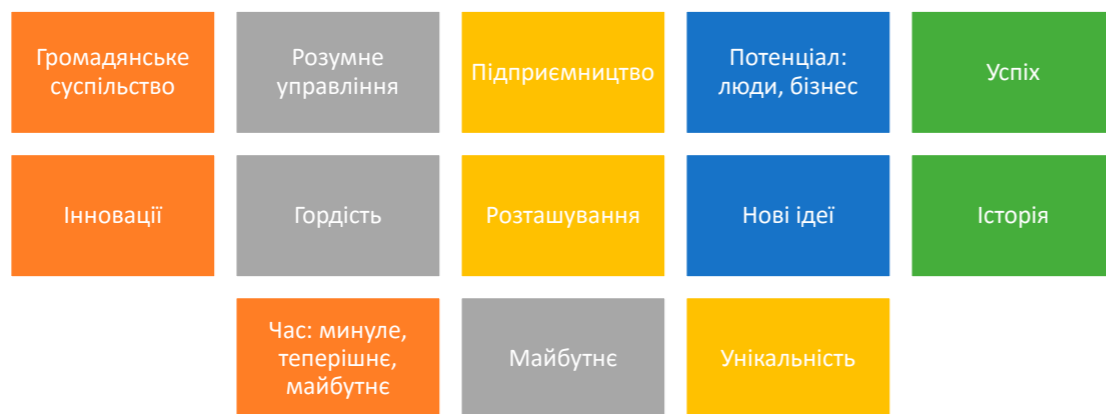 Громадянське
суспільство
Розумне
управління
Підприємництво
Потенціал:
люди, бізнес
Успіх
Інновації
Гордість
Розташування
Нові ідеї
Історія
Час: минуле,
теперішнє,
майбутнє
Майбутнє
Унікальність